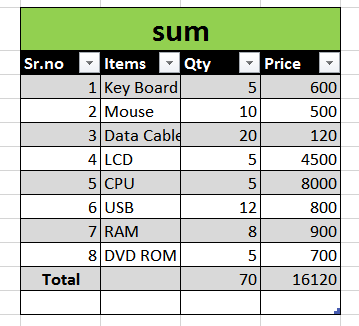 sum
Sr.no Items Qty Price
1 Key Board 5 600
2 Mouse 10 500
3 Data Cable 20 120
4 LCD 5 4500
5 CPU 5 8000
6 USB 12 800
7 RAM 8 900
8 DVD ROM 5 700
Total 70 16120